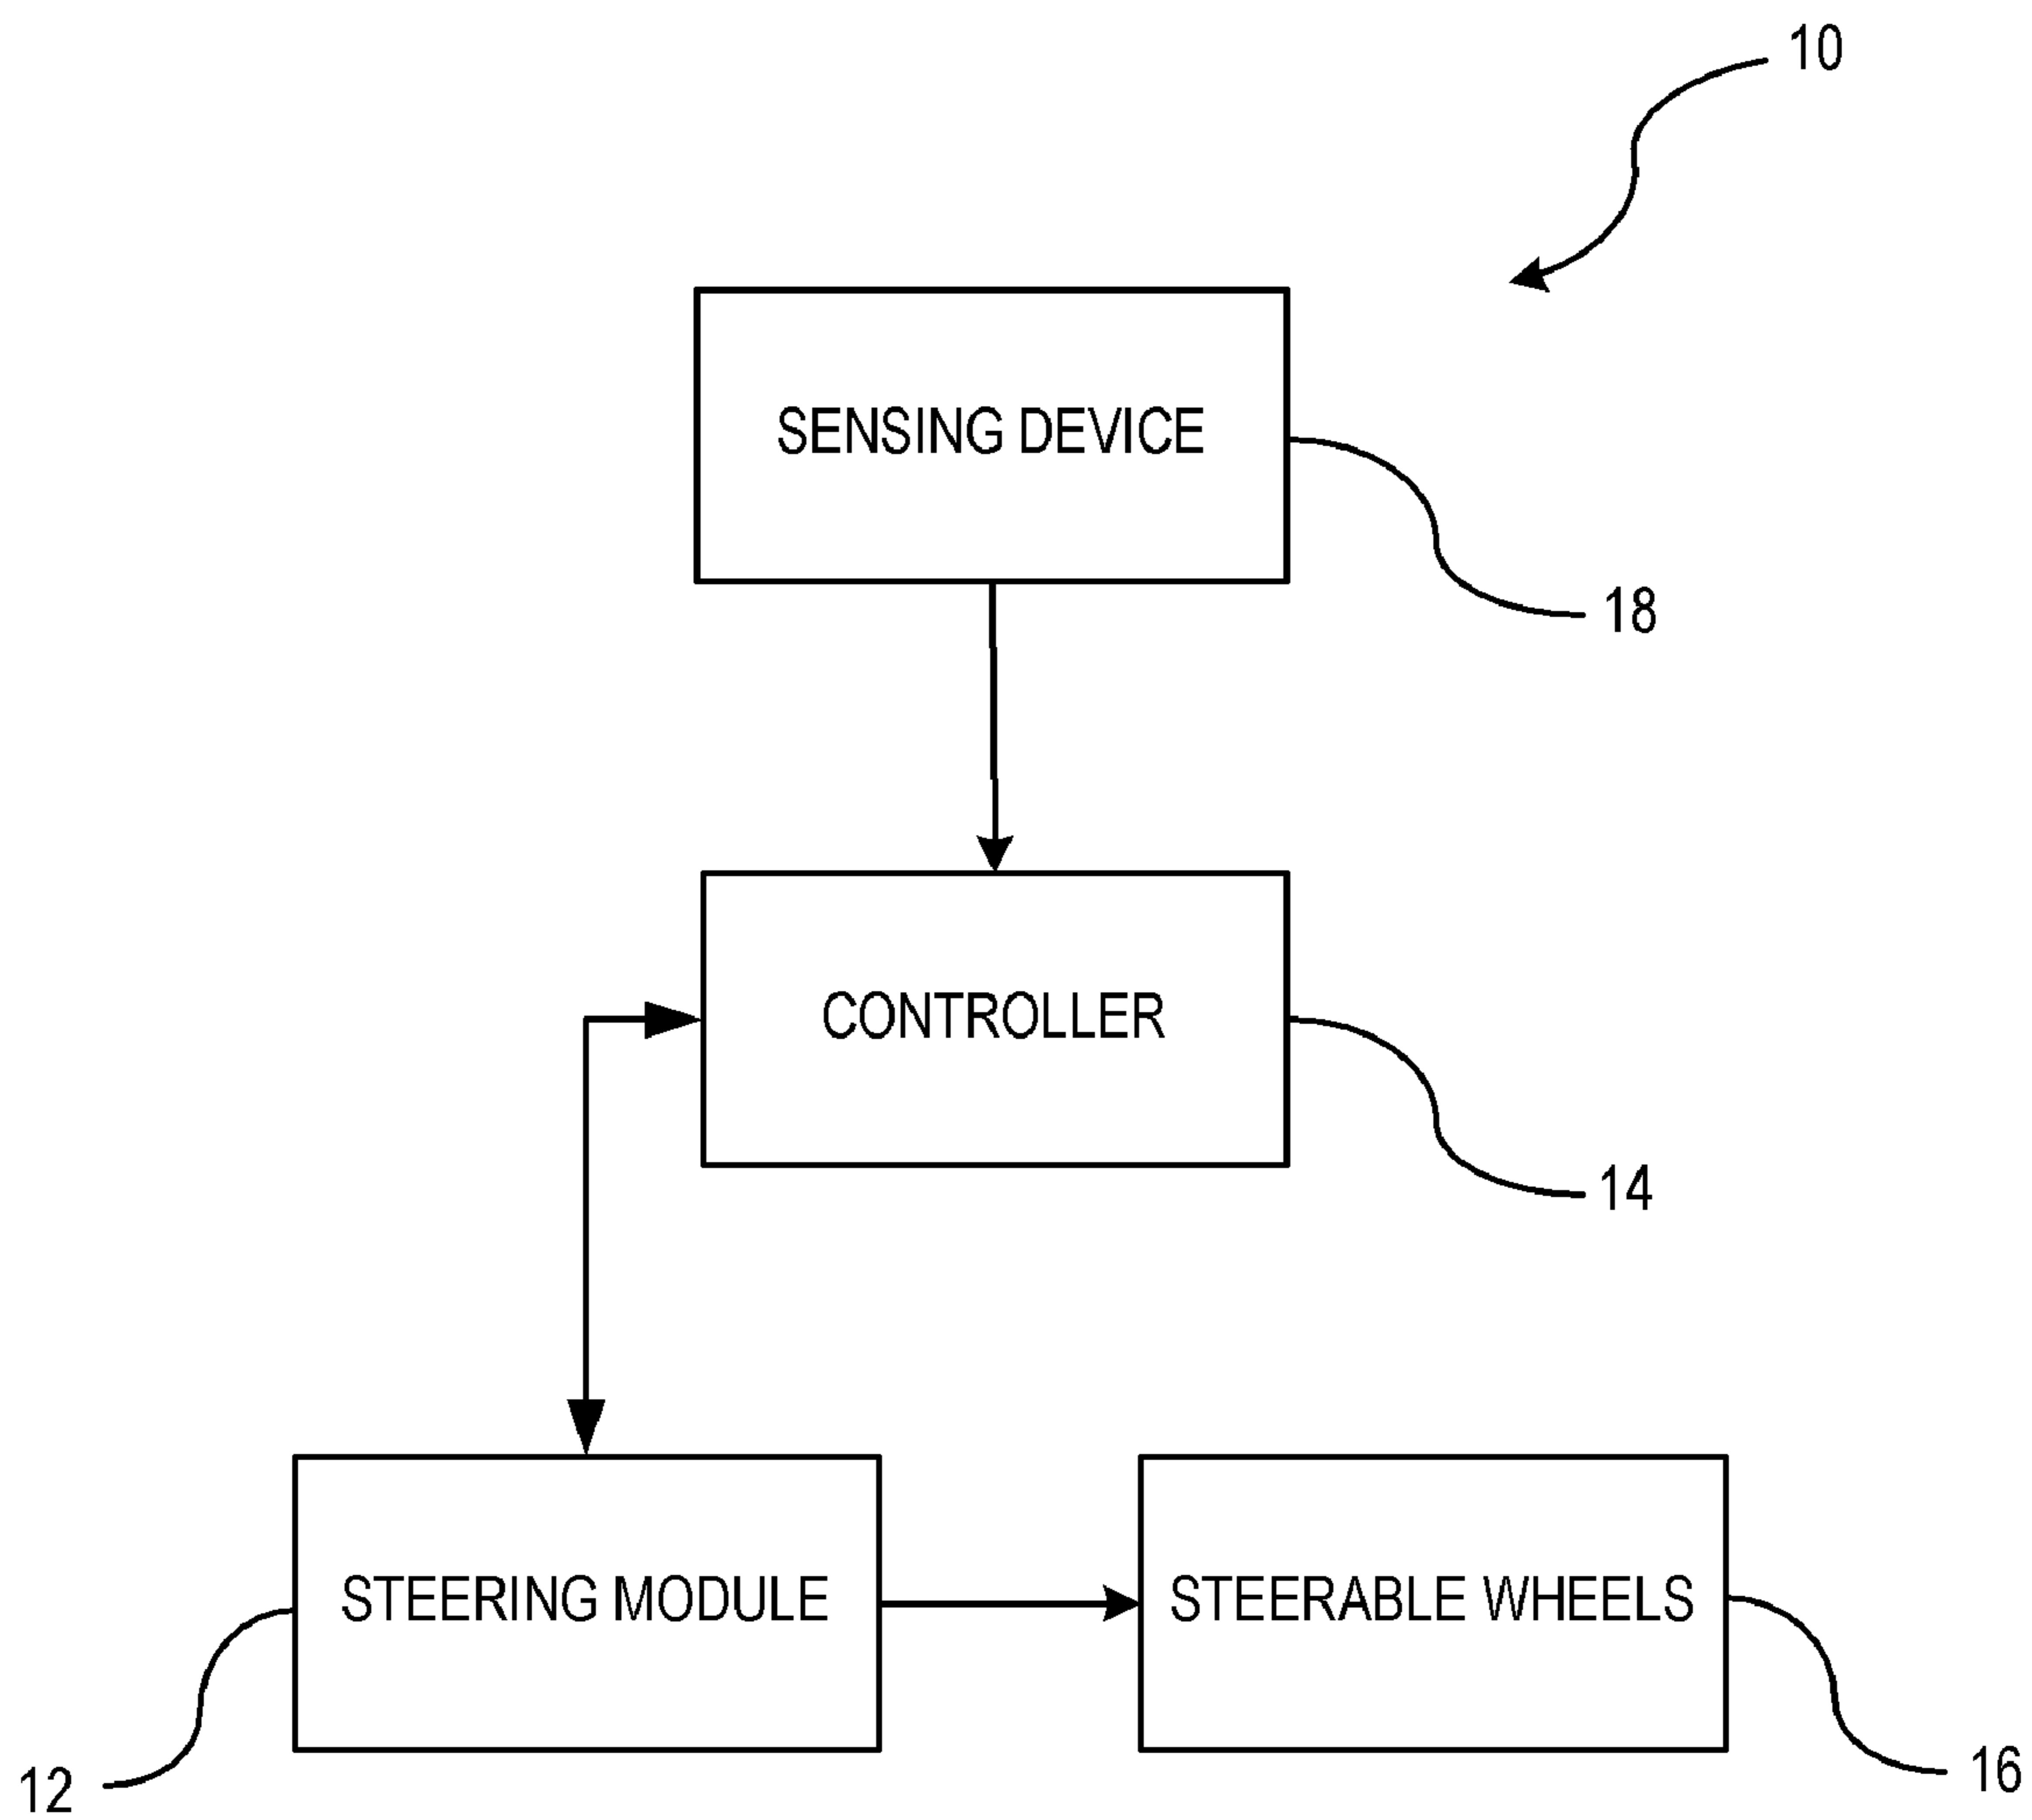 10
SENSING DEVICE
18
CONTROLLER
14
STEERING MODULE
STEERABLE WHEELS
12
16